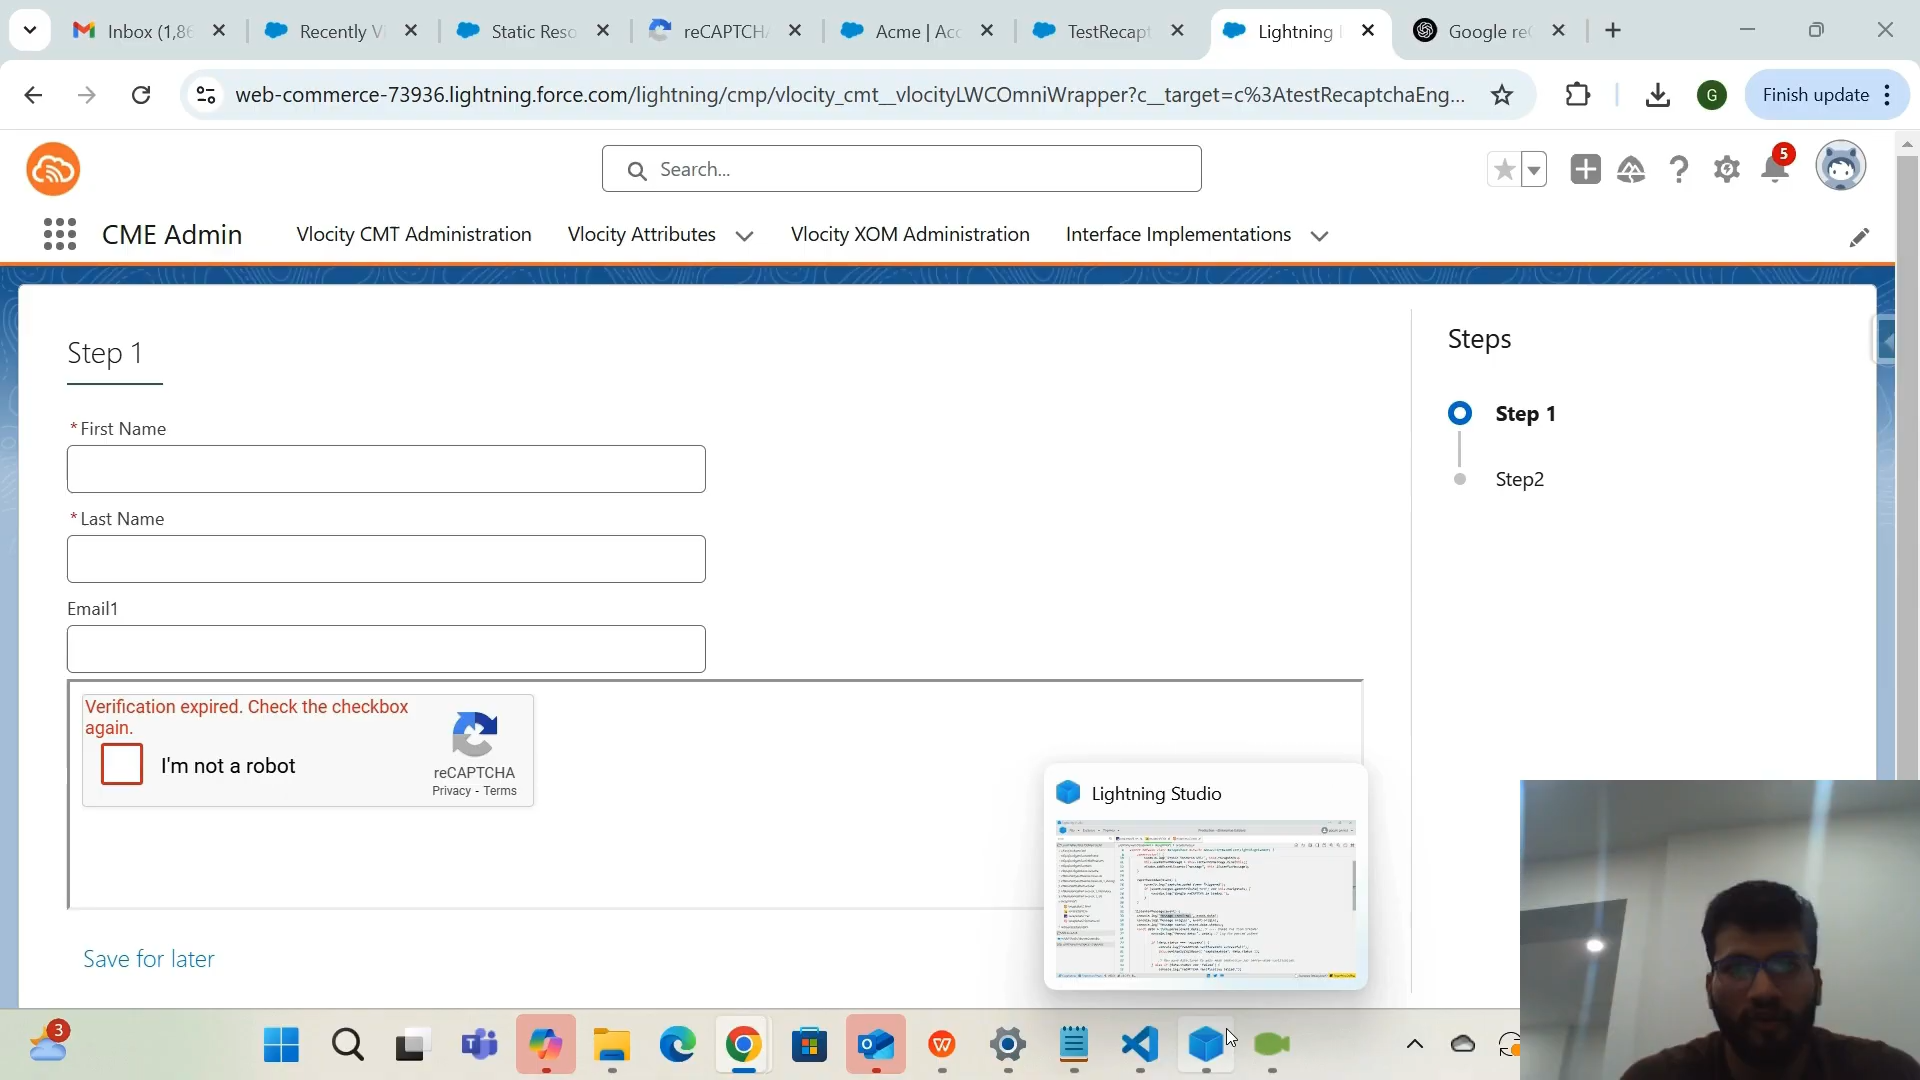 Inbox (1,86
Recently Vi
Static Reso
reCAPTCHA
Acme | Acc
TestRecapt
Lightning
Google re
web-commerce-73936.lightning.force.com/lightning/cmp/vlocity_cmt__vlocityLWCOmniWrapper?c__target=c%3AtestRecaptchaEng...
G
Finish update
Search...
5
CME Admin
Vlocity CMT Administration
Vlocity Attributes
Vlocity XOM Administration
Interface Implementations
Step 1
*First Name
*Last Name
Email1
Verification expired. Check the checkbox
again.
I'm not a robot
reCAPTCHA
Privacy - Terms
Save for later
Steps
Step 1
Step2
Lightning Studio
3